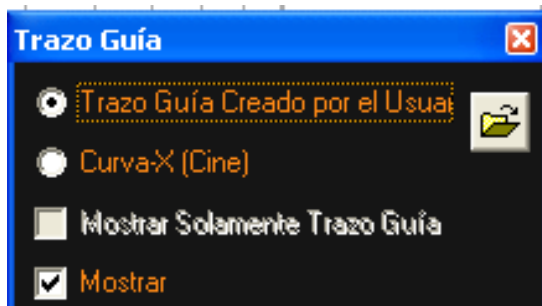 Trazo Guía
Trazo Guía Creado por el Usua
Curva-X (Cine)
Mostrar Solamente Trazo Guía
Mostrar